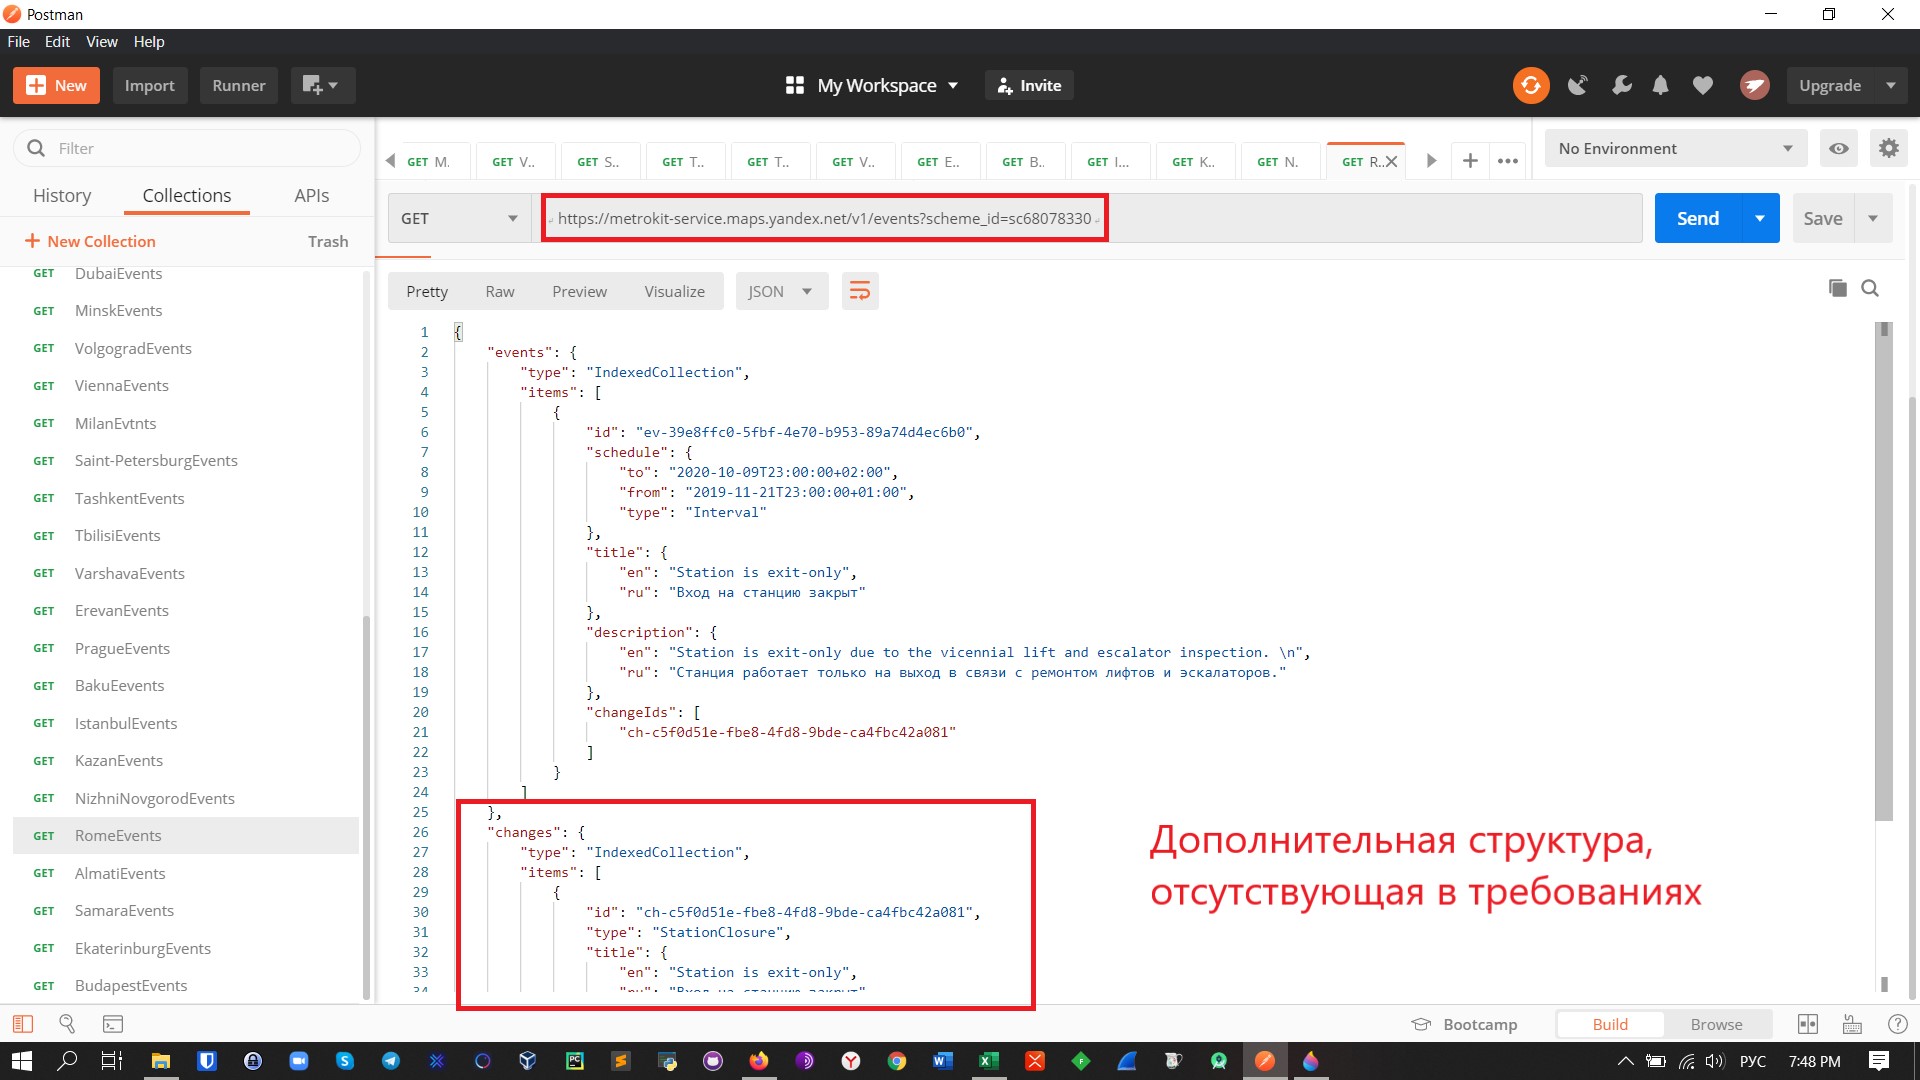 Postman
File Edit View Help
New Import Runner My Workspace Invite Upgrade
Filter
History Collections APIs
New Collection Trash
GET DubaiEvents
GET MinskEvents
GET VolgogradEvents
GET ViennaEvents
GET MilanEvtnts
GET Saint-PetersburgEvents
GET TashkentEvents
GET TbilisiEvents
GET VarshavaEvents
GET ErevanEvents
GET PragueEvents
GET BakuEevents
GET IstanbulEvents
GET KazanEvents
GET NizhniNovgorodEvents
GET RomeEvents
GET AlmatiEvents
GET SamaraEvents
GET EkaterinburgEvents
GET BudapestEvents
GET M. GET V.. GET S.. GET T.. GET T.. GET V.. GET E.. GET B.. GET I... GET K.. GET N. GET R..
No Environment
GET https://metrokit-service.maps.yandex.net/v1/events?scheme_id=sc68078330 Send Save
Pretty Raw Preview Visualize JSON
1 {
2 "events": {
3 "type": "IndexedCollection",
4 "items": [
5 {
6 "id": "ev-39e8ffc0-5fbf-4e70-b953-89a74d4ec6b0",
7 "schedule": {
8 "to": "2020-10-09T23:00:00+02:00",
9 "from": "2019-11-21T23:00:00+01:00",
10 "type": "Interval"
11 },
12 "title": {
13 "en": "Station is exit-only",
14 "ru": "Вход на станцию закрыт"
15 },
16 "description": {
17 "en": "Station is exit-only due to the vicennial lift and escalator inspection. \n",
18 "ru": "Станция работает только на выход в связи с ремонтом лифтов и эскалаторов."
19 },
20 "changeIds": [
21 "ch-c5f0d51e-fbe8-4fd8-9bde-ca4fbc42a081"
22 ]
23 }
24 ]
25 },
26 "changes": {
27 "type": "IndexedCollection",
28 "items": [
29 {
30 "id": "ch-c5f0d51e-fbe8-4fd8-9bde-ca4fbc42a081",
31 "type": "StationClosure",
32 "title": {
33 "en": "Station is exit-only",
34 "ru": "Вход на станцию закрыт"
Дополнительная структура,
отсутствующая в требованиях
Bootcamp Build Browse
РУС 7:48 PM